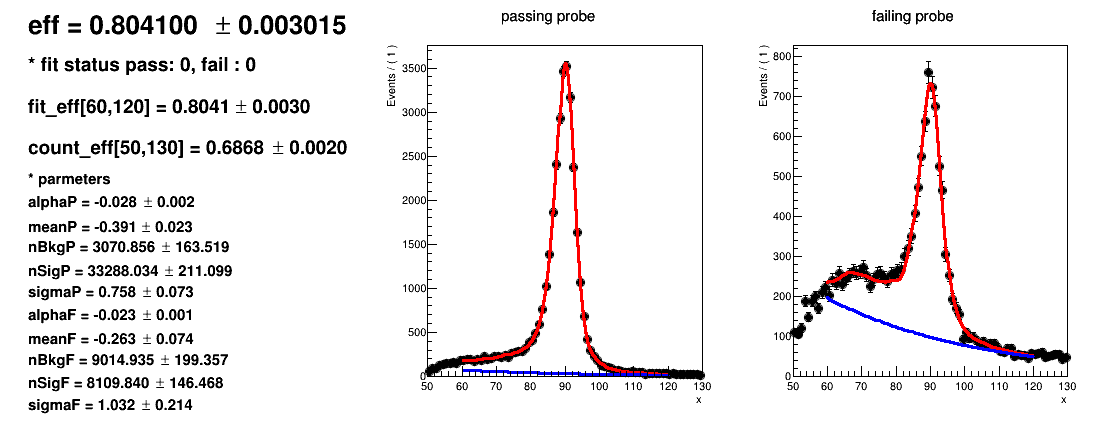 eff = 0.804100 ± 0.003015
* fit status pass: 0, fail : 0
fit_eff[60,120] = 0.8041 ± 0.0030
count_eff[50,130] = 0.6868 ± 0.0020
* parmeters
alphaP = -0.028 ± 0.002
meanP = -0.391 ± 0.023
nBkgP = 3070.856 ± 163.519
nSigP = 33288.034 ± 211.099
sigmaP = 0.758 ± 0.073
alphaF = -0.023 ± 0.001
meanF = -0.263 ± 0.074
nBkgF = 9014.935 ± 199.357
nSigF = 8109.840 ± 146.468
sigmaF = 1.032 ± 0.214
passing probe
Events / ( 1 )
3500
3000
2500
2000
1500
1000
500
0
50 60 70 80 90 100 110 120 130
x
failing probe
Events / ( 1 )
800
700
600
500
400
300
200
100
0
50 60 70 80 90 100 110 120 130
x